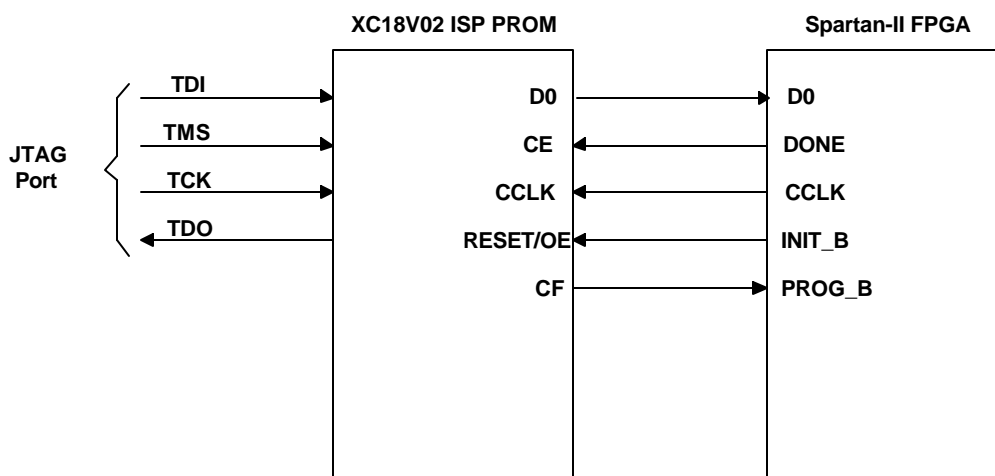 XC18V02 ISP PROM
Spartan-II FPGA
JTAG
Port
TDI
TMS
TCK
TDO
D0
CE
CCLK
RESET/OE
CF
D0
DONE
CCLK
INIT_B
PROG_B